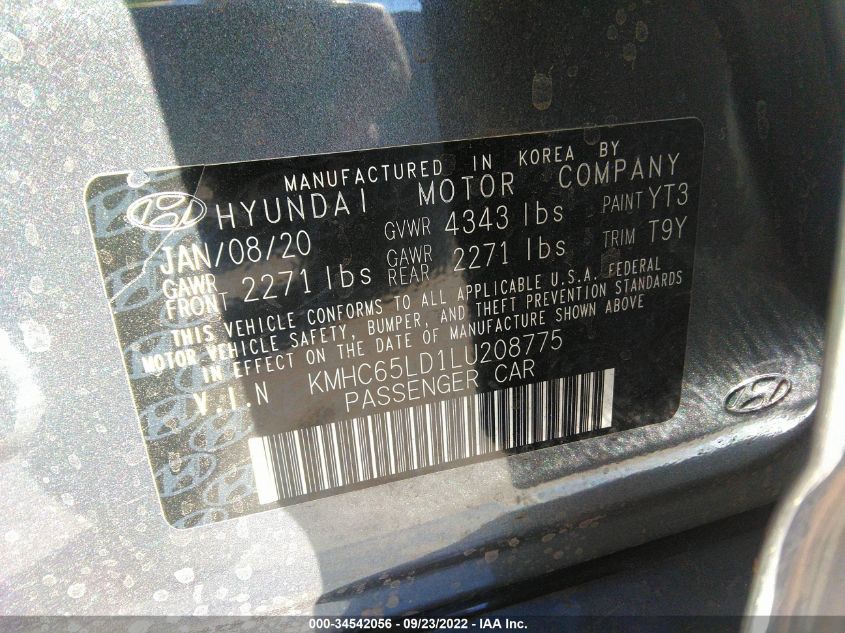 MANUFACTURED IN KOREA BY
HYUNDAI MOTOR COMPANY
JAN/08/20 GVWR 4343 lbs PAINT YT3
GAWR FRONT 2271 lbs GAWR REAR 2271 lbs TRIM T9Y
THIS VEHICLE CONFORMS TO ALL APPLICABLE U.S.A. FEDERAL
MOTOR VEHICLE SAFETY, BUMPER, AND THEFT PREVENTION STANDARDS
IN EFFECT ON THE DATE OF MANUFACTURE SHOWN ABOVE
V.I.N KMHC65LD1LU208775
PASSENGER CAR
000-34542056 - 09/23/2022 - IAA Inc.